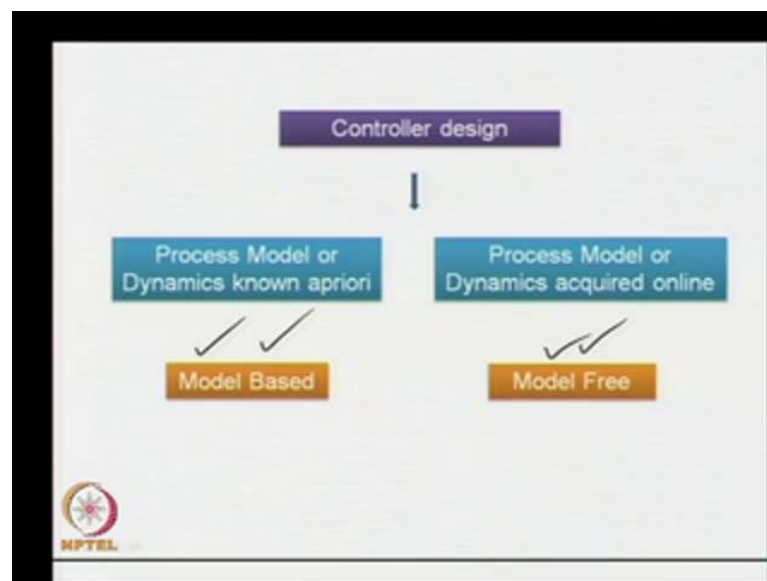 Controller design
Process Model or
Dynamics known apriori
Process Model or
Dynamics acquired online
Model Based
Model Free
NPTEL